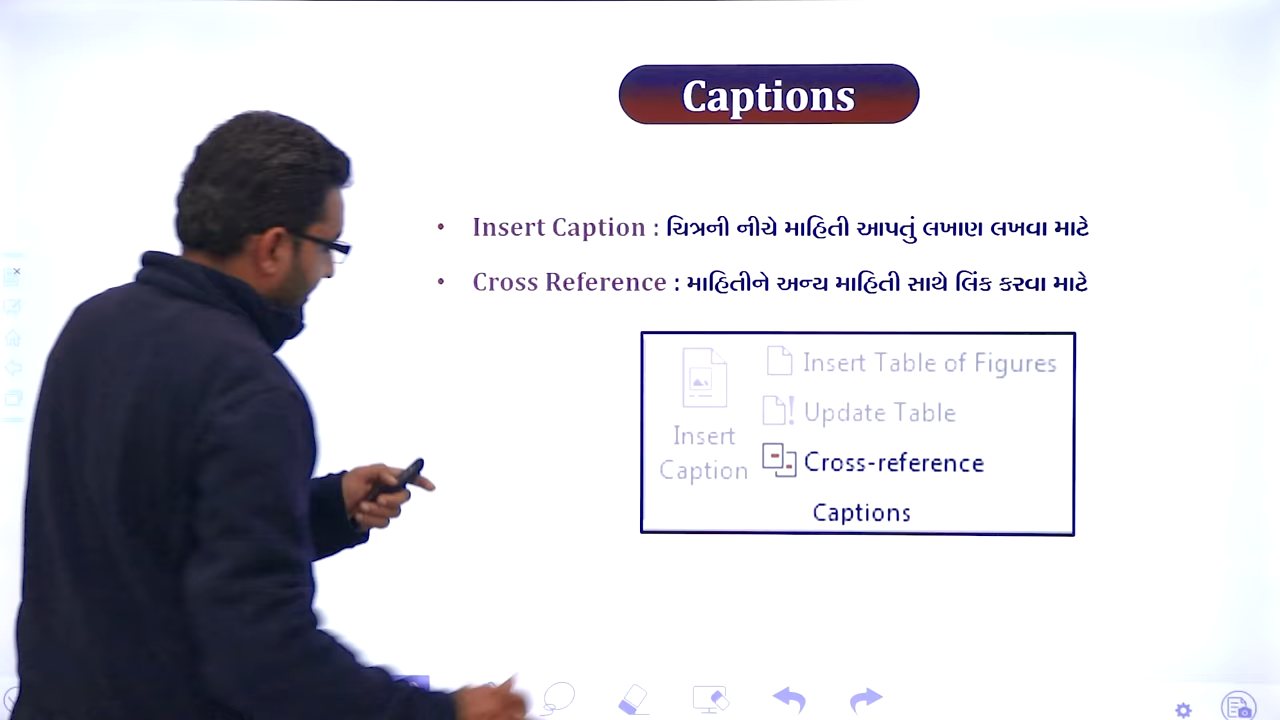 Captions
• Insert Caption : ચિત્રની નીચે માહિતી આપતું લખાણ લખવા માટે
• Cross Reference : માહિતીને અન્ય માહિતી સાથે લિંક કરવા માટે
Insert Caption
Insert Table of Figures
Update Table
Cross-reference
Captions